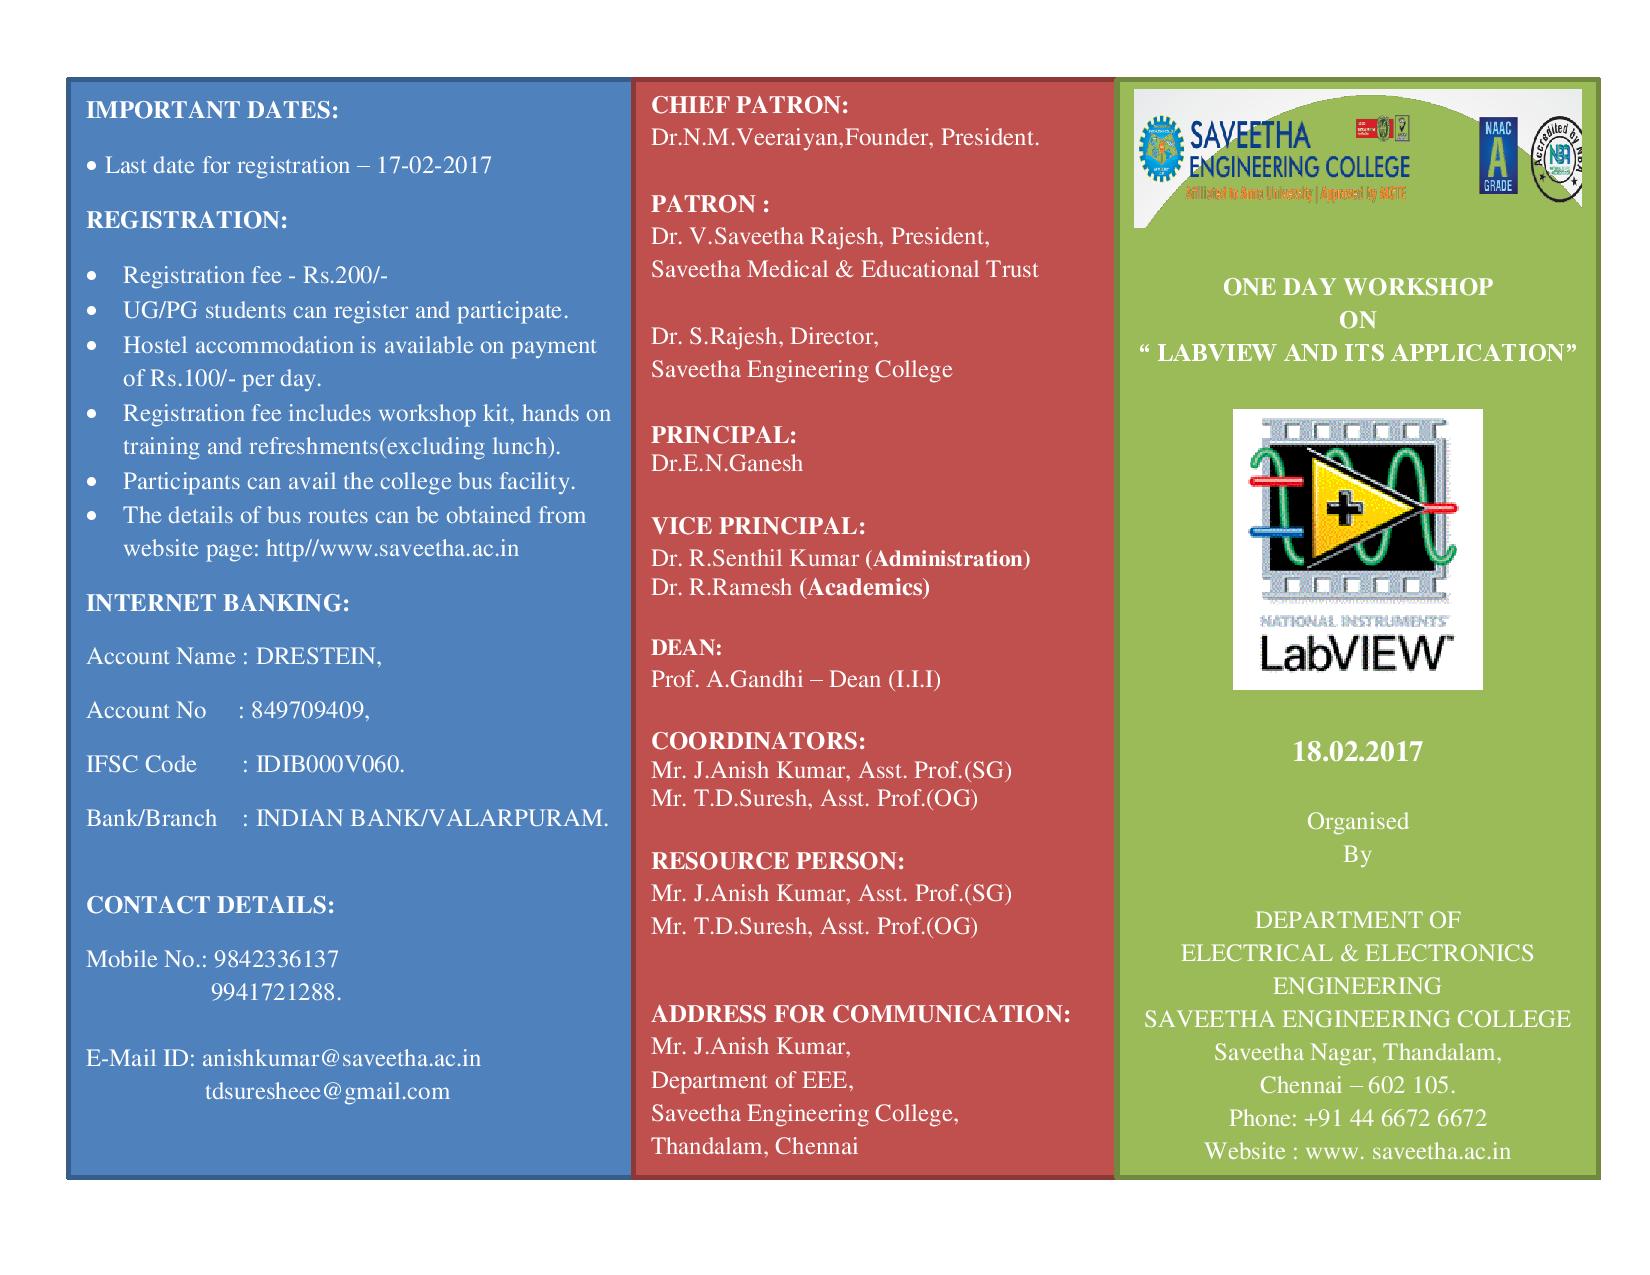 IMPORTANT DATES:
• Last date for registration – 17-02-2017
REGISTRATION:
• Registration fee - Rs.200/-
• UG/PG students can register and participate.
• Hostel accommodation is available on payment
of Rs.100/- per day.
• Registration fee includes workshop kit, hands on
training and refreshments(excluding lunch).
• Participants can avail the college bus facility.
• The details of bus routes can be obtained from
website page: http//www.saveetha.ac.in
INTERNET BANKING:
Account Name : DRESTEIN,
Account No : 849709409,
IFSC Code : IDIB000V060.
Bank/Branch : INDIAN BANK/VALARPURAM.
CONTACT DETAILS:
Mobile No.: 9842336137
9941721288.
E-Mail ID: anishkumar@saveetha.ac.in
tdsuresheee@gmail.com
CHIEF PATRON:
Dr.N.M.Veeraiyan,Founder, President.
PATRON :
Dr. V.Saveetha Rajesh, President,
Saveetha Medical & Educational Trust
Dr. S.Rajesh, Director,
Saveetha Engineering College
PRINCIPAL:
Dr.E.N.Ganesh
VICE PRINCIPAL:
Dr. R.Senthil Kumar (Administration)
Dr. R.Ramesh (Academics)
DEAN:
Prof. A.Gandhi – Dean (I.I.I)
COORDINATORS:
Mr. J.Anish Kumar, Asst. Prof.(SG)
Mr. T.D.Suresh, Asst. Prof.(OG)
RESOURCE PERSON:
Mr. J.Anish Kumar, Asst. Prof.(SG)
Mr. T.D.Suresh, Asst. Prof.(OG)
ADDRESS FOR COMMUNICATION:
Mr. J.Anish Kumar,
Department of EEE,
Saveetha Engineering College,
Thandalam, Chennai
SAVEETHA
ENGINEERING COLLEGE
Affiliated to Anna University | Approved by AICTE
NAAC
A
GRADE
Accredited by NBA
NBA
ONE DAY WORKSHOP
ON
“ LABVIEW AND ITS APPLICATION”
NATIONAL INSTRUMENTS
LabVIEW™
18.02.2017
Organised
By
DEPARTMENT OF
ELECTRICAL & ELECTRONICS
ENGINEERING
SAVEETHA ENGINEERING COLLEGE
Saveetha Nagar, Thandalam,
Chennai – 602 105.
Phone: +91 44 6672 6672
Website : www. saveetha.ac.in